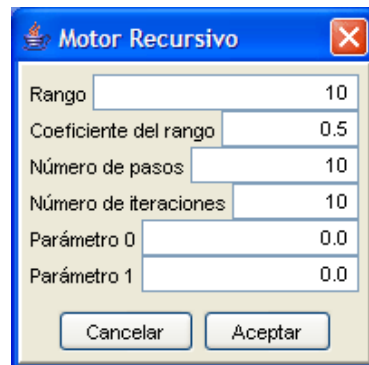 Motor Recursivo
Rango 10
Coeficiente del rango 0.5
Número de pasos 10
Número de iteraciones 10
Parámetro 0 0.0
Parámetro 1 0.0
Cancelar Aceptar